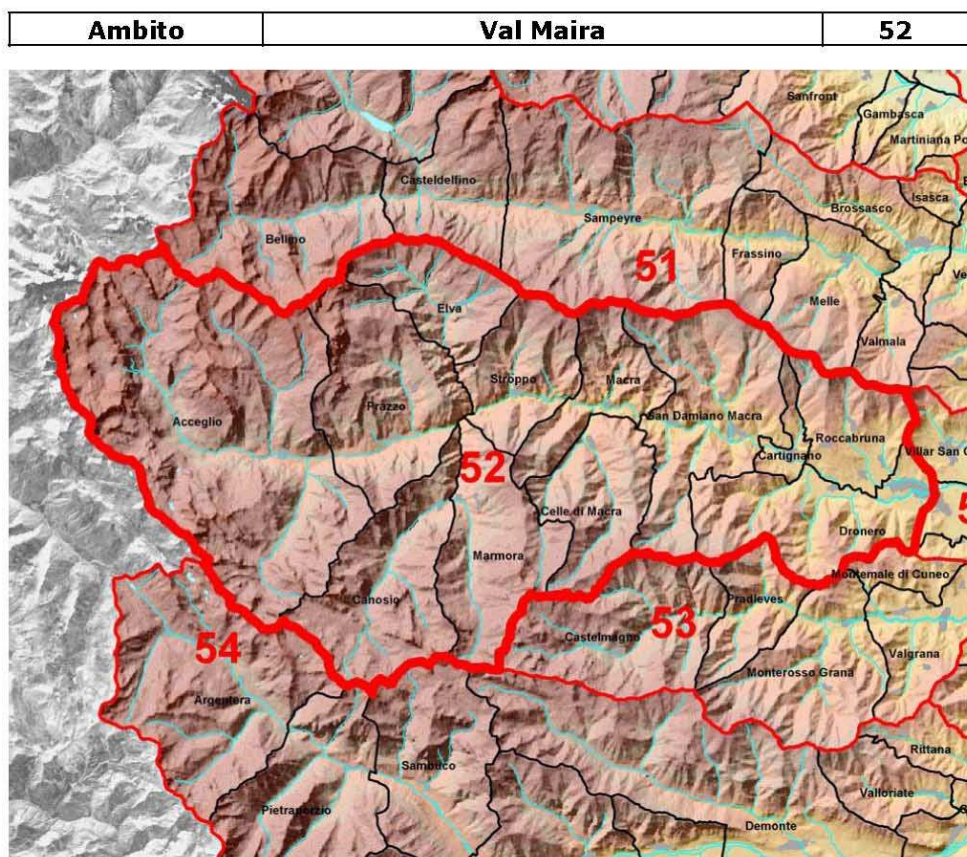 Ambito Val Maira 52
Sanfront
Gambasca
Martiniana Po
Casteldelfino
Isasca
Brossasco
Sampeyre
Bellino
Frassino
51
Ve
Melle
Elva
Valmala
Stroppo
Macra
Prazzo
San Damiano Macra
Acceglio
Roccabruna
Villar San C
Cartignano
52
Celle di Macra
5
Dronero
Marmora
Montemale di Cuneo
Canosio
Pradleves
53
Castelmagno
54
Valgrana
Monterosso Grana
Argentera
Rittana
Sambuco
Valloriate
Pietraporzio
Demonte